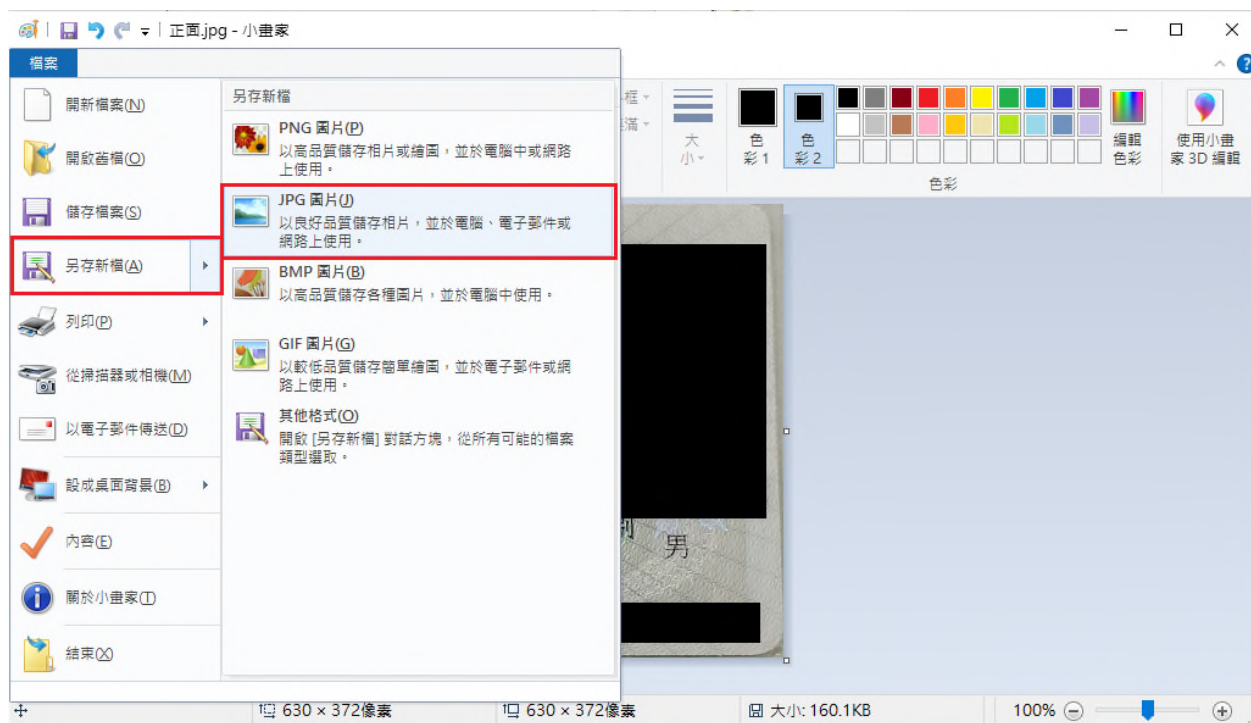 正面.jpg - 小畫家
檔案
開新檔案(N)
開啟舊檔(O)
儲存檔案(S)
另存新檔(A)
列印(P)
從掃描器或相機(M)
以電子郵件傳送(D)
設成桌面背景(B)
內容(E)
關於小畫家(T)
結束(X)
另存新檔
PNG 圖片(P)
以高品質儲存相片或繪圖，並於電腦中或網路
上使用。
JPG 圖片(J)
以良好品質儲存相片，並於電腦、電子郵件或
網路上使用。
BMP 圖片(B)
以高品質儲存各種圖片，並於電腦中使用。
GIF 圖片(G)
以較低品質儲存簡單繪圖，並於電子郵件或網
路上使用。
其他格式(O)
開啟 [另存新檔] 對話方塊，從所有可能的檔案
類型選取。
框
滿
大
小
色
彩 1
色
彩 2
編輯
色彩
使用小畫
家 3D 編輯
色彩
男
630 × 372像素
630 × 372像素
大小: 160.1KB
100%